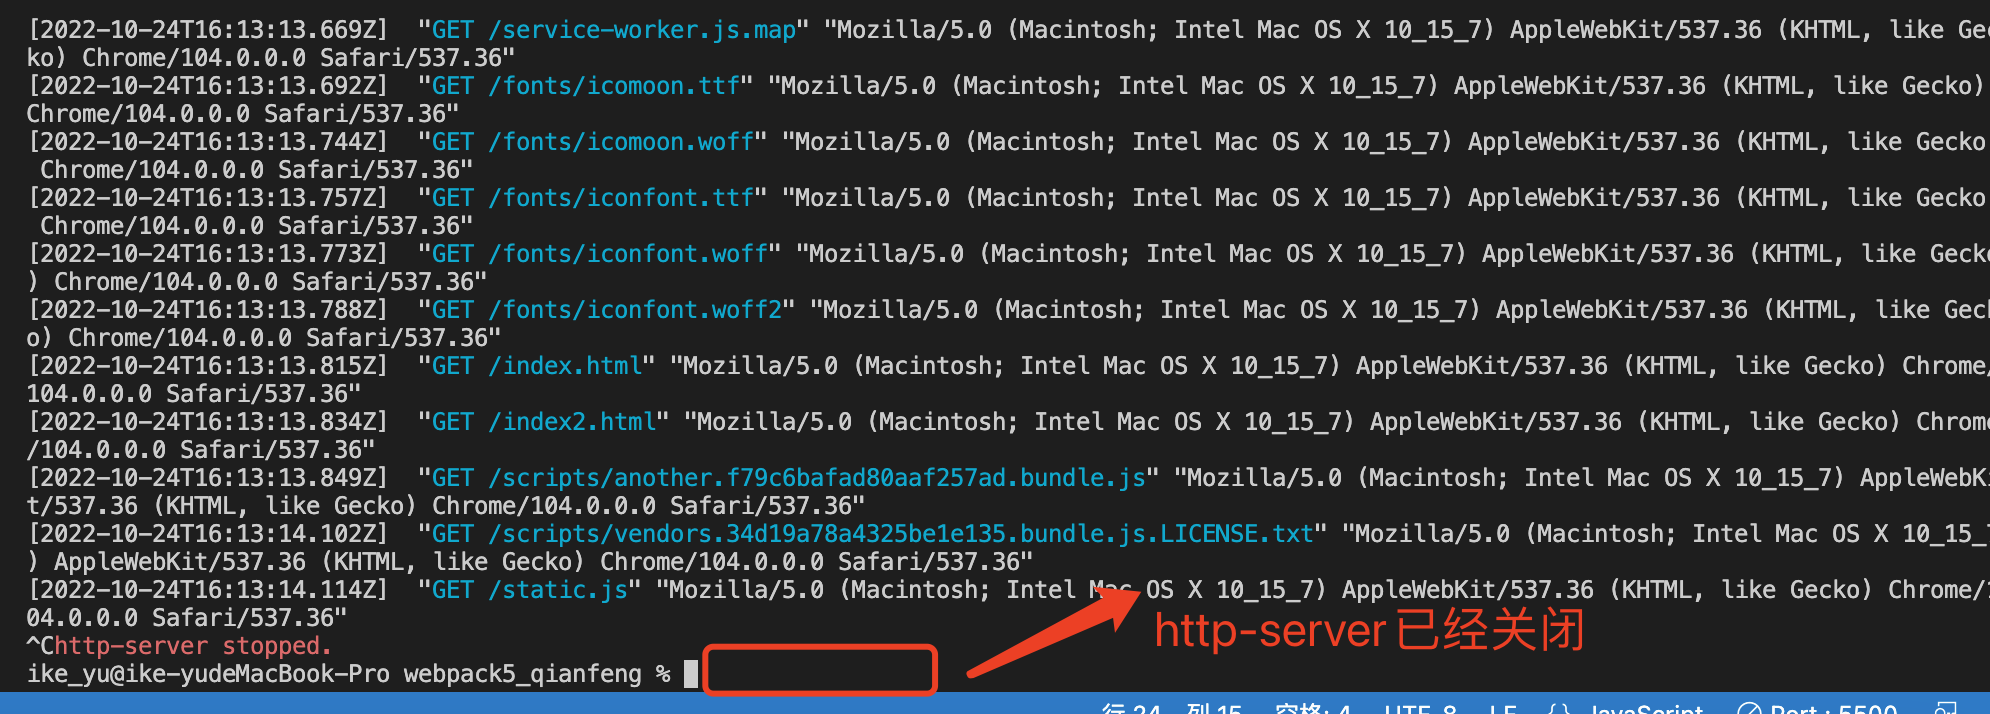 [2022-10-24T16:13:13.669Z]  "GET /service-worker.js.map" "Mozilla/5.0 (Macintosh; Intel Mac OS X 10_15_7) AppleWebKit/537.36 (KHTML, like Gec
ko) Chrome/104.0.0.0 Safari/537.36"
[2022-10-24T16:13:13.692Z]  "GET /fonts/icomoon.ttf" "Mozilla/5.0 (Macintosh; Intel Mac OS X 10_15_7) AppleWebKit/537.36 (KHTML, like Gecko)
Chrome/104.0.0.0 Safari/537.36"
[2022-10-24T16:13:13.744Z]  "GET /fonts/icomoon.woff" "Mozilla/5.0 (Macintosh; Intel Mac OS X 10_15_7) AppleWebKit/537.36 (KHTML, like Gecko)
 Chrome/104.0.0.0 Safari/537.36"
[2022-10-24T16:13:13.757Z]  "GET /fonts/iconfont.ttf" "Mozilla/5.0 (Macintosh; Intel Mac OS X 10_15_7) AppleWebKit/537.36 (KHTML, like Gecko)
 Chrome/104.0.0.0 Safari/537.36"
[2022-10-24T16:13:13.773Z]  "GET /fonts/iconfont.woff" "Mozilla/5.0 (Macintosh; Intel Mac OS X 10_15_7) AppleWebKit/537.36 (KHTML, like Gecko
) Chrome/104.0.0.0 Safari/537.36"
[2022-10-24T16:13:13.788Z]  "GET /fonts/iconfont.woff2" "Mozilla/5.0 (Macintosh; Intel Mac OS X 10_15_7) AppleWebKit/537.36 (KHTML, like Geck
o) Chrome/104.0.0.0 Safari/537.36"
[2022-10-24T16:13:13.815Z]  "GET /index.html" "Mozilla/5.0 (Macintosh; Intel Mac OS X 10_15_7) AppleWebKit/537.36 (KHTML, like Gecko) Chrome/
104.0.0.0 Safari/537.36"
[2022-10-24T16:13:13.834Z]  "GET /index2.html" "Mozilla/5.0 (Macintosh; Intel Mac OS X 10_15_7) AppleWebKit/537.36 (KHTML, like Gecko) Chrome
/104.0.0.0 Safari/537.36"
[2022-10-24T16:13:13.849Z]  "GET /scripts/another.f79c6bafad80aaf257ad.bundle.js" "Mozilla/5.0 (Macintosh; Intel Mac OS X 10_15_7) AppleWebKi
t/537.36 (KHTML, like Gecko) Chrome/104.0.0.0 Safari/537.36"
[2022-10-24T16:13:14.102Z]  "GET /scripts/vendors.34d19a78a4325be1e135.bundle.js.LICENSE.txt" "Mozilla/5.0 (Macintosh; Intel Mac OS X 10_15_7
) AppleWebKit/537.36 (KHTML, like Gecko) Chrome/104.0.0.0 Safari/537.36"
[2022-10-24T16:13:14.114Z]  "GET /static.js" "Mozilla/5.0 (Macintosh; Intel Mac OS X 10_15_7) AppleWebKit/537.36 (KHTML, like Gecko) Chrome/1
04.0.0.0 Safari/537.36"
http-server已经关闭
^Chttp-server stopped.
ike_yu@ike-yudeMacBook-Pro webpack5_qianfeng %
行 24, 列 15 空格: 4 UTF-8 LF {} JavaScript Port : 5500